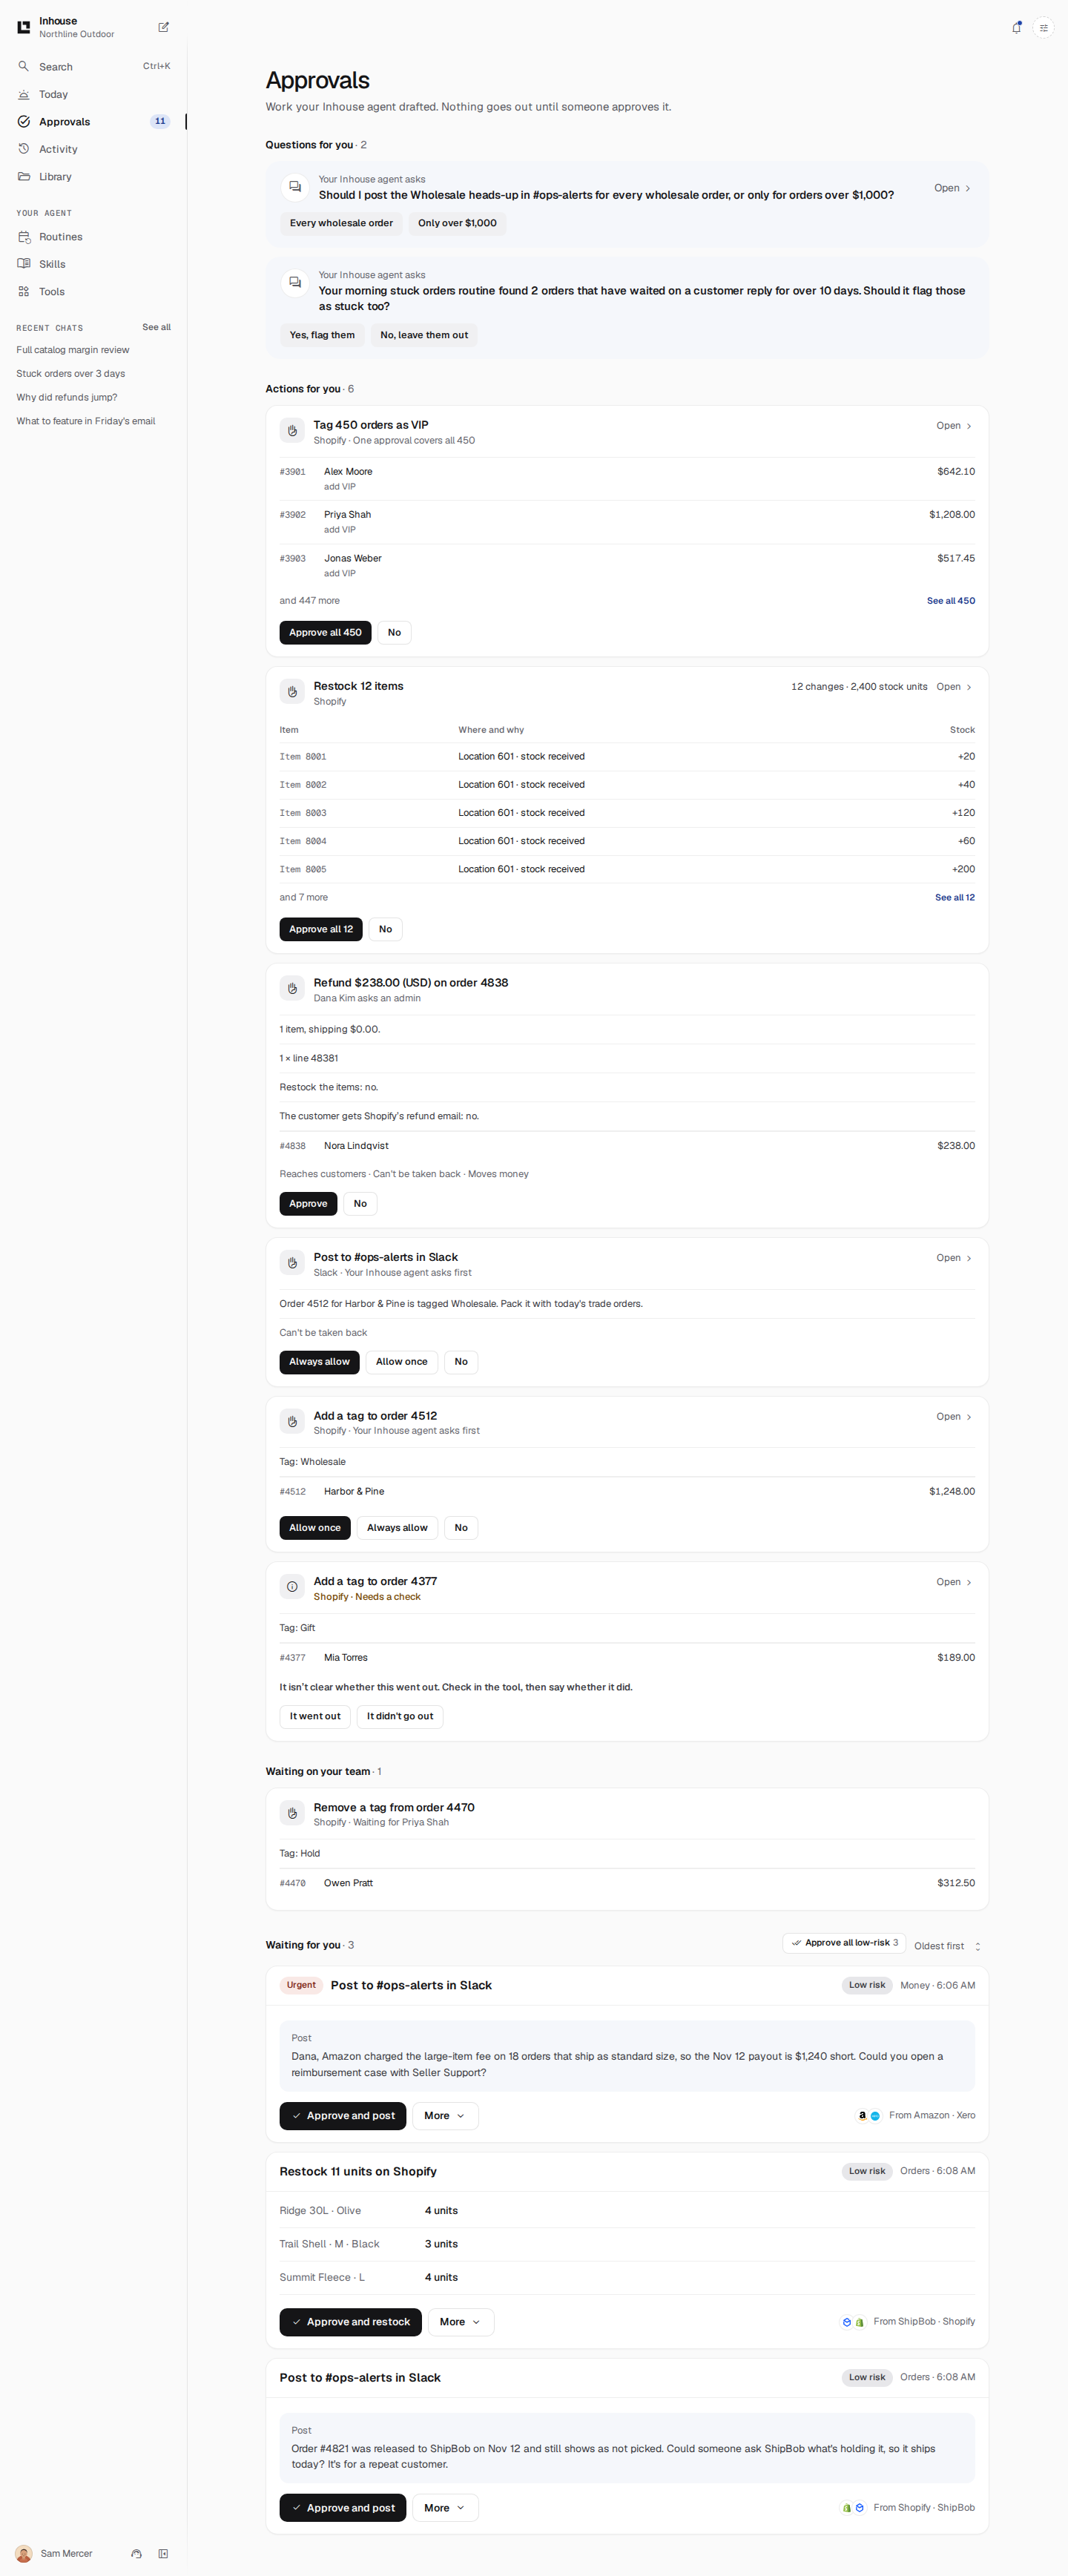 Inhouse
Northline Outdoor
Search Ctrl+K
Today
Approvals 11
Activity
Library
YOUR AGENT
Routines
Skills
Tools
RECENT CHATS See all
Full catalog margin review
Stuck orders over 3 days
Why did refunds jump?
What to feature in Friday's email
Sam Mercer
Approvals
Work your Inhouse agent drafted. Nothing goes out until someone approves it.
Questions for you · 2
Your Inhouse agent asks
Should I post the Wholesale heads-up in #ops-alerts for every wholesale order, or only for orders over $1,000?
Open
Every wholesale order Only over $1,000
Your Inhouse agent asks
Your morning stuck orders routine found 2 orders that have waited on a customer reply for over 10 days. Should it flag those
as stuck too?
Yes, flag them No, leave them out
Actions for you · 6
Tag 450 orders as VIP Open
Shopify · One approval covers all 450
#3901 Alex Moore $642.10
add VIP
#3902 Priya Shah $1,208.00
add VIP
#3903 Jonas Weber $517.45
add VIP
and 447 more See all 450
Approve all 450 No
Restock 12 items 12 changes · 2,400 stock units Open
Shopify
Item Where and why Stock
Item 8001 Location 601 · stock received +20
Item 8002 Location 601 · stock received +40
Item 8003 Location 601 · stock received +120
Item 8004 Location 601 · stock received +60
Item 8005 Location 601 · stock received +200
and 7 more See all 12
Approve all 12 No
Refund $238.00 (USD) on order 4838
Dana Kim asks an admin
1 item, shipping $0.00.
1 × line 48381
Restock the items: no.
The customer gets Shopify's refund email: no.
#4838 Nora Lindqvist $238.00
Reaches customers · Can't be taken back · Moves money
Approve No
Post to #ops-alerts in Slack Open
Slack · Your Inhouse agent asks first
Order 4512 for Harbor & Pine is tagged Wholesale. Pack it with today's trade orders.
Can't be taken back
Always allow Allow once No
Add a tag to order 4512 Open
Shopify · Your Inhouse agent asks first
Tag: Wholesale
#4512 Harbor & Pine $1,248.00
Allow once Always allow No
Add a tag to order 4377 Open
Shopify · Needs a check
Tag: Gift
#4377 Mia Torres $189.00
It isn't clear whether this went out. Check in the tool, then say whether it did.
It went out It didn't go out
Waiting on your team · 1
Remove a tag from order 4470
Shopify · Waiting for Priya Shah
Tag: Hold
#4470 Owen Pratt $312.50
Waiting for you · 3 Approve all low-risk 3 Oldest first
Urgent Post to #ops-alerts in Slack Low risk Money · 6:06 AM
Post
Dana, Amazon charged the large-item fee on 18 orders that ship as standard size, so the Nov 12 payout is $1,240 short. Could you open a
reimbursement case with Seller Support?
Approve and post More From Amazon · Xero
Restock 11 units on Shopify Low risk Orders · 6:08 AM
Ridge 30L · Olive 4 units
Trail Shell · M · Black 3 units
Summit Fleece · L 4 units
Approve and restock More From ShipBob · Shopify
Post to #ops-alerts in Slack Low risk Orders · 6:08 AM
Post
Order #4821 was released to ShipBob on Nov 12 and still shows as not picked. Could someone ask ShipBob what's holding it, so it ships
today? It's for a repeat customer.
Approve and post More From Shopify · ShipBob